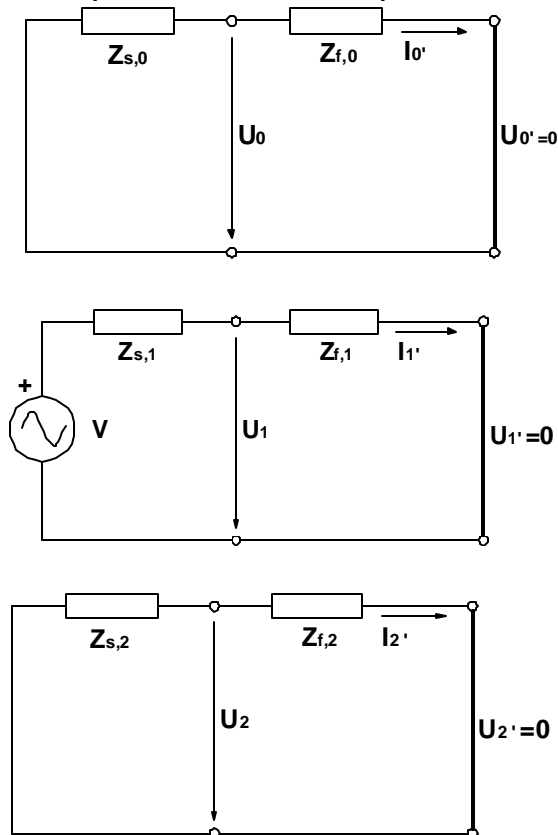 Zs,0 Zf,0 I0'
U0 U0'=0
Zs,1 Zf,1 I1'
+ V U1 U1'=0
Zs,2 Zf,2 I2'
U2 U2'=0